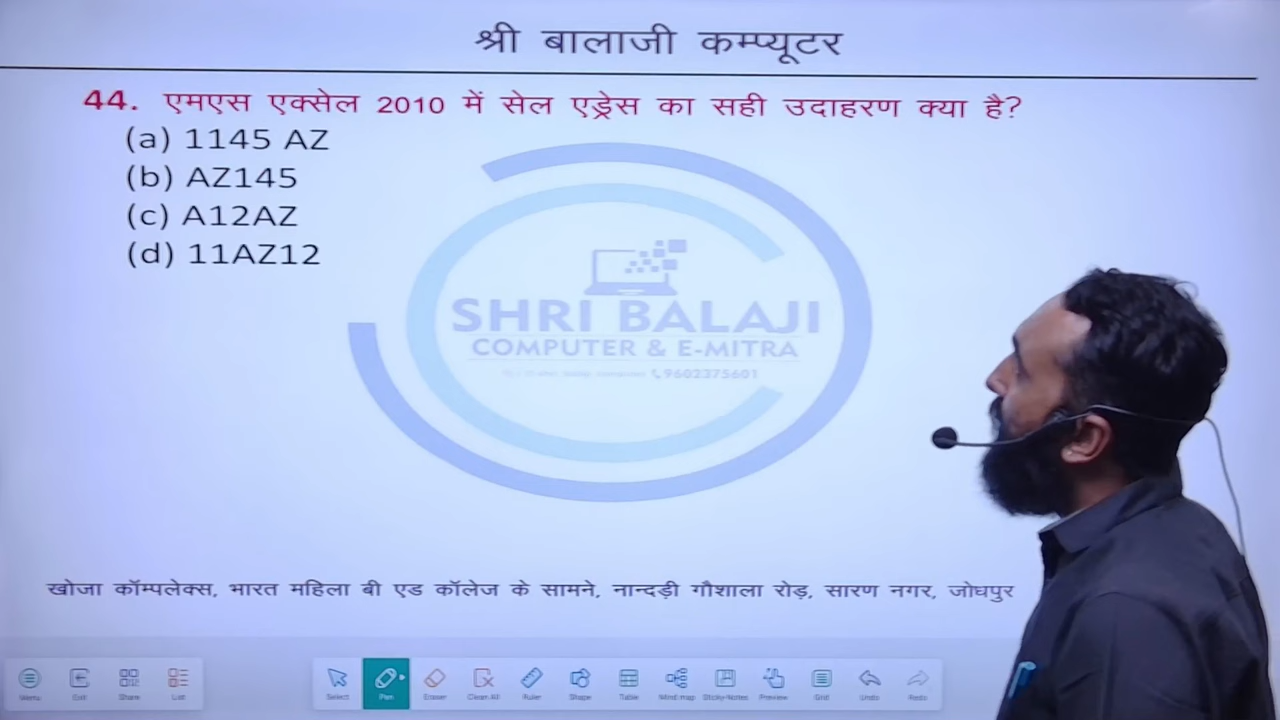 श्री बालाजी कम्प्यूटर
44. एमएस एक्सेल 2010 में सेल एड्रेस का सही उदाहरण क्या है?
(a) 1145 AZ
(b) AZ145
(c) A12AZ
(d) 11AZ12
SHRI BALAJI
COMPUTER & E-MITRA
9602375601
खोजा कॉम्पलेक्स, भारत महिला बी एड कॉलेज के सामने, नान्दड़ी गौशाला रोड़, सारण नगर, जोधपुर
Menu Exit Share List Select Pen Eraser Clean All Ruler Shape Table Mind map Sticky-Notes Preview Grid Undo Redo